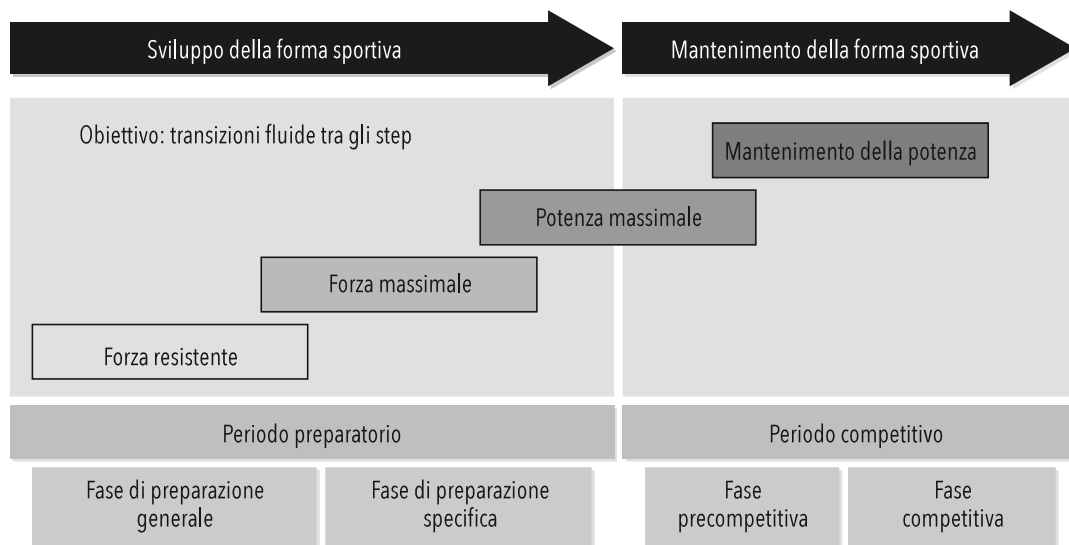 Sviluppo della forma sportiva
Mantenimento della forma sportiva
Obiettivo: transizioni fluide tra gli step
Mantenimento della potenza
Potenza massimale
Forza massimale
Forza resistente
Periodo preparatorio
Periodo competitivo
Fase di preparazione
generale
Fase di preparazione
specifica
Fase
precompetitiva
Fase
competitiva